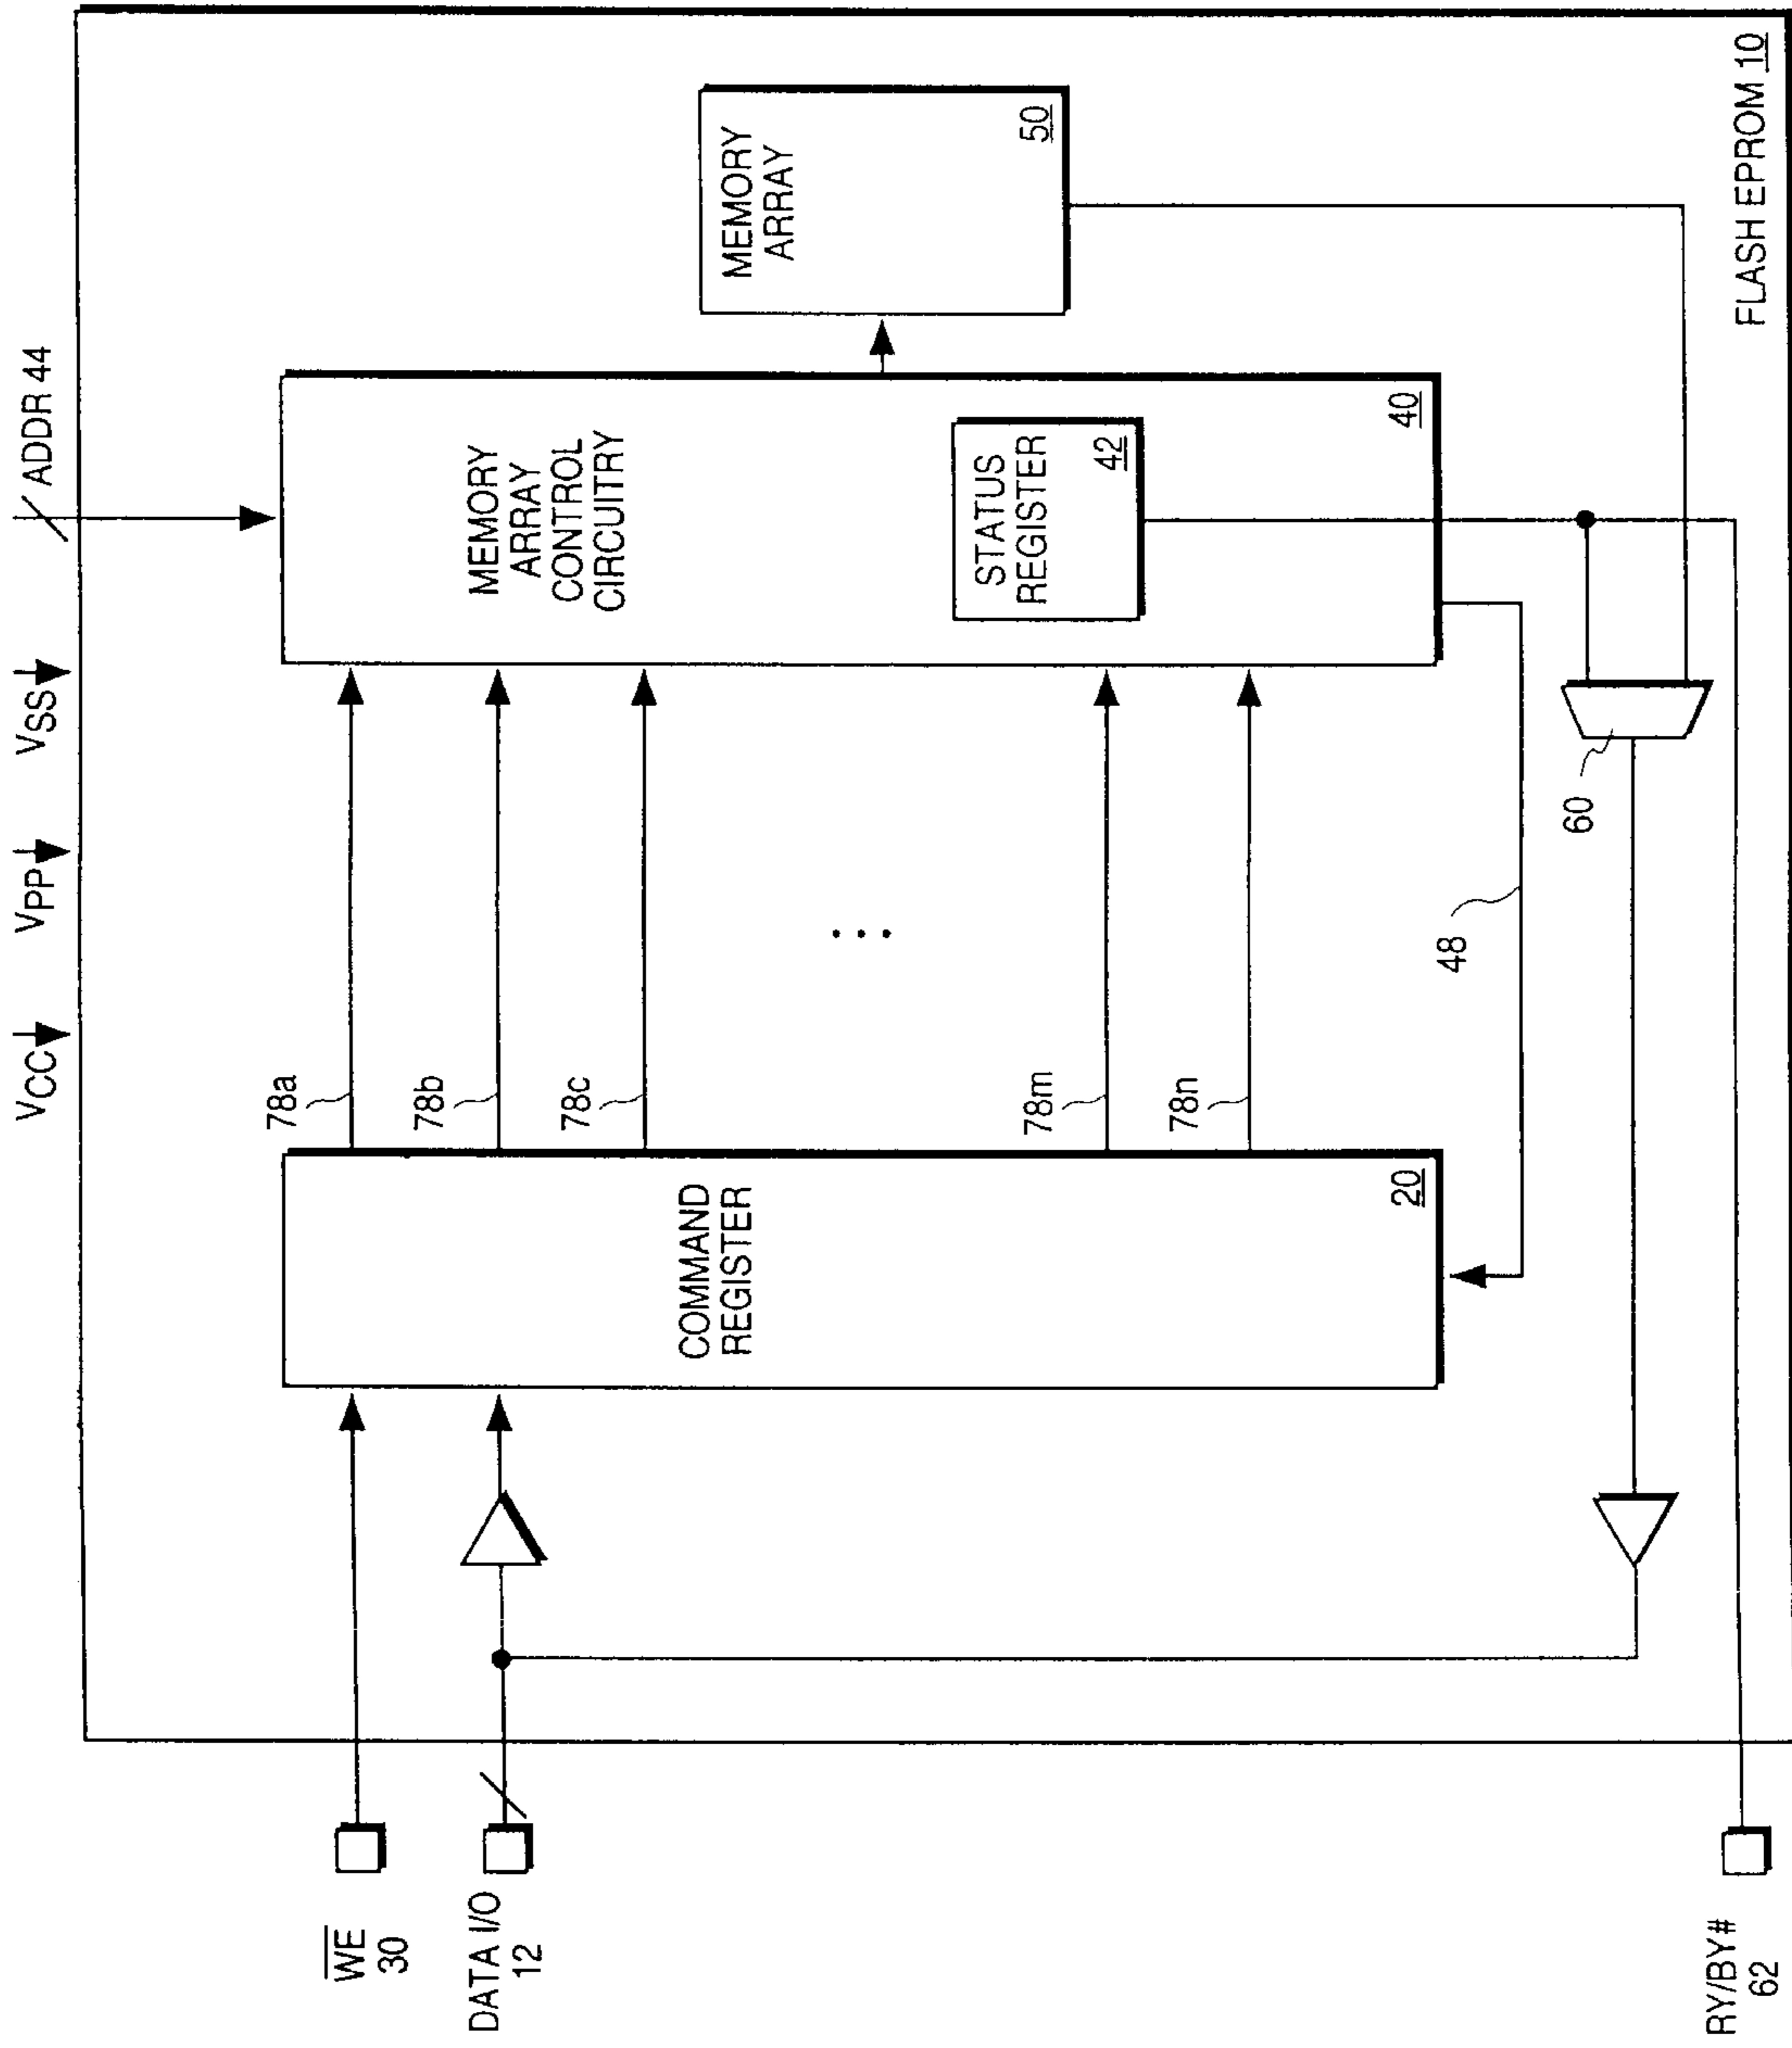 VCC
VPP
VSS
ADDR 44
WE
30
DATA I/O
12
COMMAND
REGISTER
20
78a
78b
78c
...
78m
78n
MEMORY
ARRAY
CONTROL
CIRCUITRY
STATUS
REGISTER
42
40
MEMORY
ARRAY
50
48
60
RY/BY#
62
FLASH EPROM 10